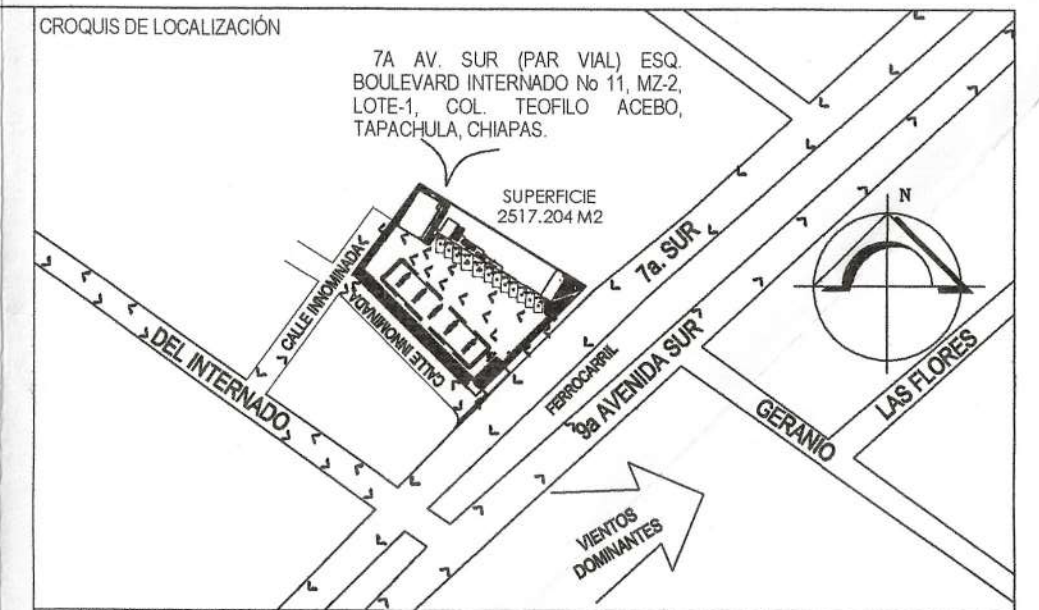 CROQUIS DE LOCALIZACIÓN
7A AV. SUR (PAR VIAL) ESQ.
BOULEVARD INTERNADO No 11, MZ-2,
LOTE-1, COL. TEOFILO ACEBO,
TAPACHULA, CHIAPAS.
SUPERFICIE
2517.204 M2
N
7a. SUR
CALLE INNOMINADA
CALLE INNOMINADA
DEL INTERNADO
FERROCARRIL
9a AVENIDA SUR
GERANIO
LAS FLORES
VIENTOS
DOMINANTES